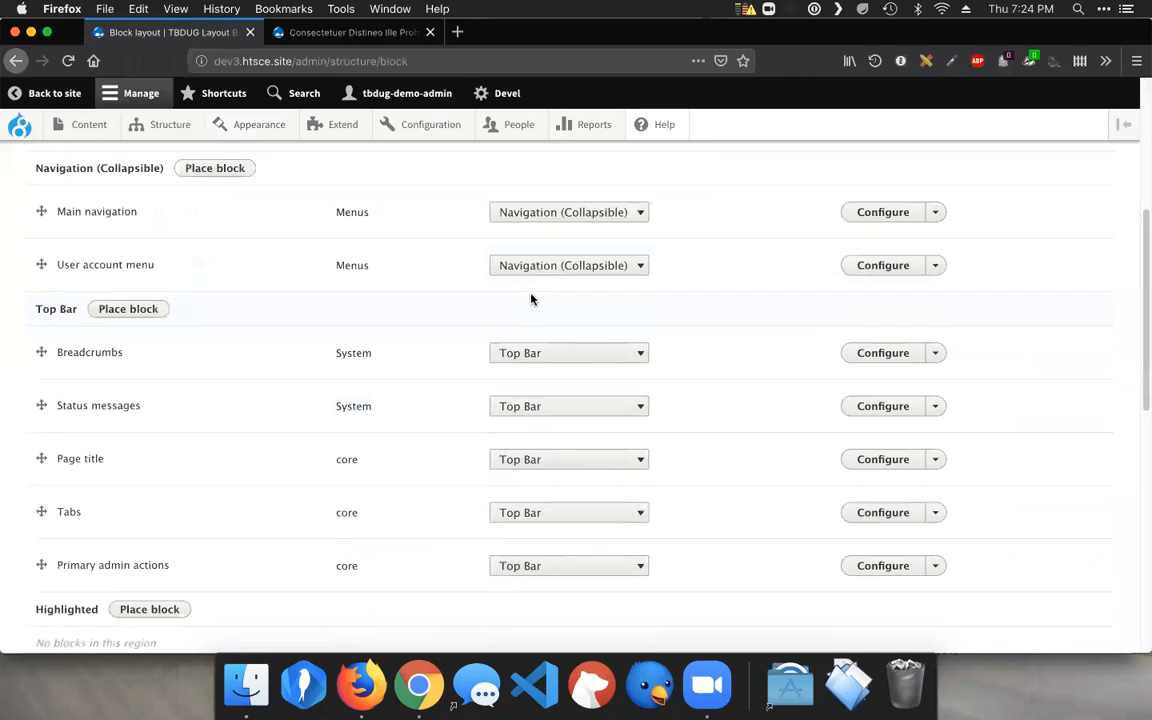 Firefox File Edit View History Bookmarks Tools Window Help Thu 7:24 PM
Block layout | TBDUG Layout B Consectetuer Distineo Ille Prob
dev3.htsce.site/admin/structure/block
ABP 0 0
Back to site Manage Shortcuts Search tbdug-demo-admin Devel
Content Structure Appearance Extend Configuration People Reports Help
Navigation (Collapsible) Place block
Main navigation Menus Navigation (Collapsible) Configure
User account menu Menus Navigation (Collapsible) Configure
Top Bar Place block
Breadcrumbs System Top Bar Configure
Status messages System Top Bar Configure
Page title core Top Bar Configure
Tabs core Top Bar Configure
Primary admin actions core Top Bar Configure
Highlighted Place block
No blocks in this region